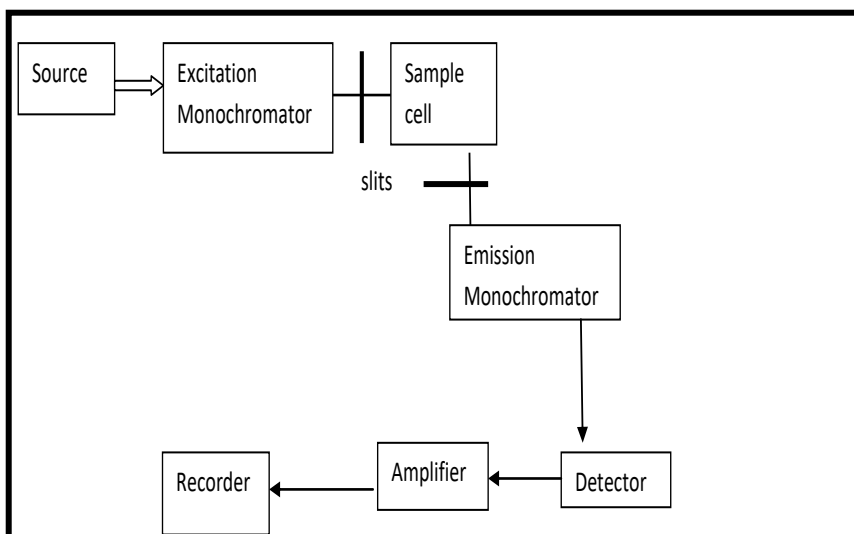 Source
Excitation
Monochromator
Sample
cell
slits
Emission
Monochromator
Recorder
Amplifier
Detector